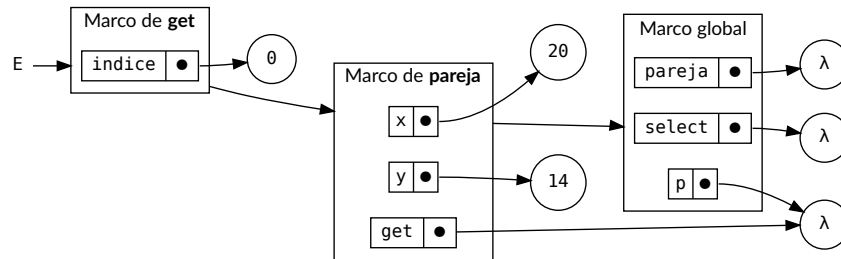 E
Marco de get
indice
0
Marco de pareja
x
20
y
14
get
Marco global
pareja
λ
select
λ
p
λ